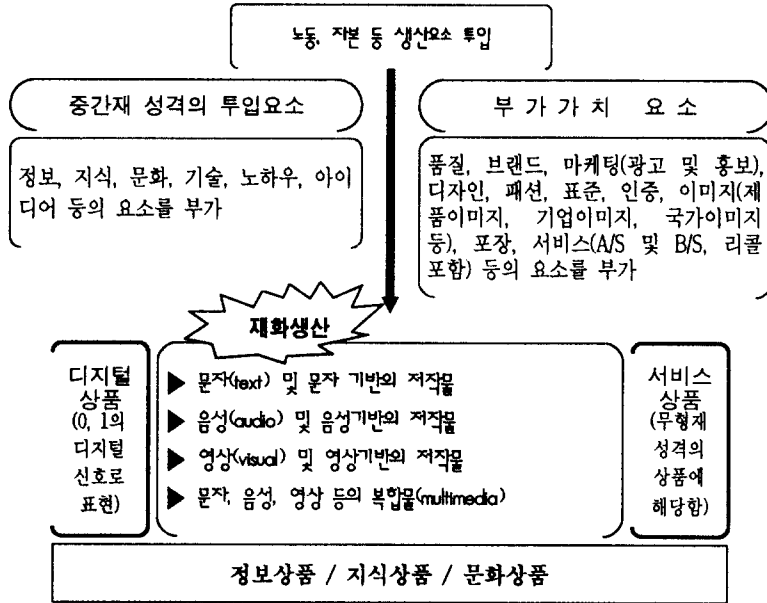 노동, 자본 등 생산요소 투입
중간재 성격의 투입요소
정보, 지식, 문화, 기술, 노하우, 아이
디어 등의 요소를 부가
부 가 가 치 요 소
품질, 브랜드, 마케팅(광고 및 홍보),
디자인, 패션, 표준, 인증, 이미지(제
품이미지, 기업이미지, 국가이미지
등), 포장, 서비스(A/S 및 B/S, 리콜
포함) 등의 요소를 부가
재화생산
디지털
상품
(0, 1의
디지털
신호로
표현)
▶ 문자(text) 및 문자 기반의 저작물
▶ 음성(audio) 및 음성기반의 저작물
▶ 영상(visual) 및 영상기반의 저작물
▶ 문자, 음성, 영상 등의 복합물(multimedia)
서비스
상품
(무형재
성격의
상품에
해당함)
정보상품 / 지식상품 / 문화상품